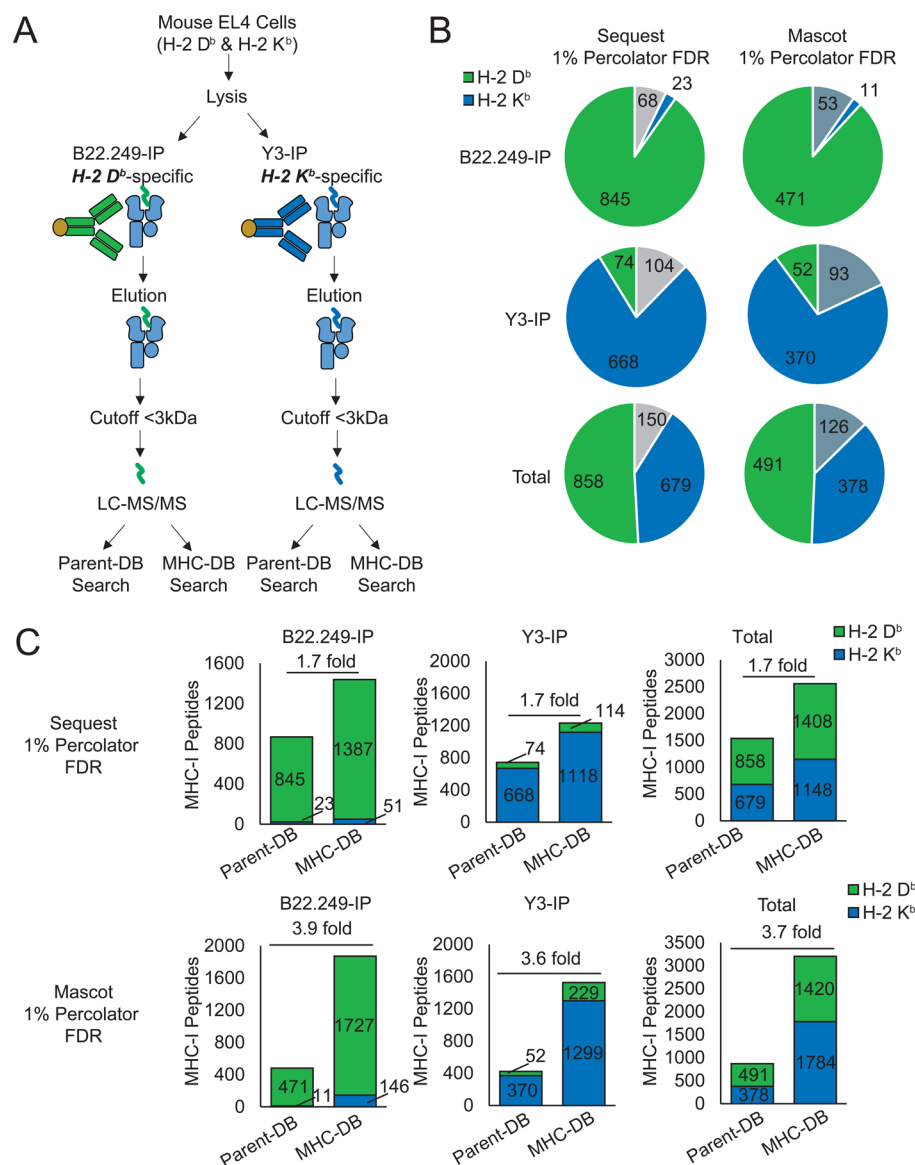 A
Mouse EL4 Cells
(H-2 Dᵇ & H-2 Kᵇ)
Lysis
B22.249-IP
H-2 Dᵇ-specific
Y3-IP
H-2 Kᵇ-specific
Elution
Elution
Cutoff <3kDa
Cutoff <3kDa
LC-MS/MS
LC-MS/MS
Parent-DB
Search
MHC-DB
Search
Parent-DB
Search
MHC-DB
Search
B
Sequest
1% Percolator FDR
Mascot
1% Percolator FDR
H-2 Dᵇ
H-2 Kᵇ
B22.249-IP
68
23
845
53
11
471
Y3-IP
74
104
668
52
93
370
Total
150
858
679
126
491
378
C
H-2 Dᵇ
H-2 Kᵇ
Sequest
1% Percolator
FDR
B22.249-IP
1.7 fold
MHC-I Peptides
1600
1200
800
400
0
845
23
1387
51
Parent-DB
MHC-DB
Y3-IP
1.7 fold
MHC-I Peptides
2000
1600
1200
800
400
0
74
668
114
1118
Parent-DB
MHC-DB
Total
1.7 fold
MHC-I Peptides
3000
2500
2000
1500
1000
500
0
858
679
1408
1148
Parent-DB
MHC-DB
H-2 Dᵇ
H-2 Kᵇ
Mascot
1% Percolator
FDR
B22.249-IP
3.9 fold
MHC-I Peptides
2000
1600
1200
800
400
0
471
11
1727
146
Parent-DB
MHC-DB
Y3-IP
3.6 fold
MHC-I Peptides
2000
1600
1200
800
400
0
52
370
229
1299
Parent-DB
MHC-DB
Total
3.7 fold
MHC-I Peptides
3500
3000
2500
2000
1500
1000
500
0
491
378
1420
1784
Parent-DB
MHC-DB